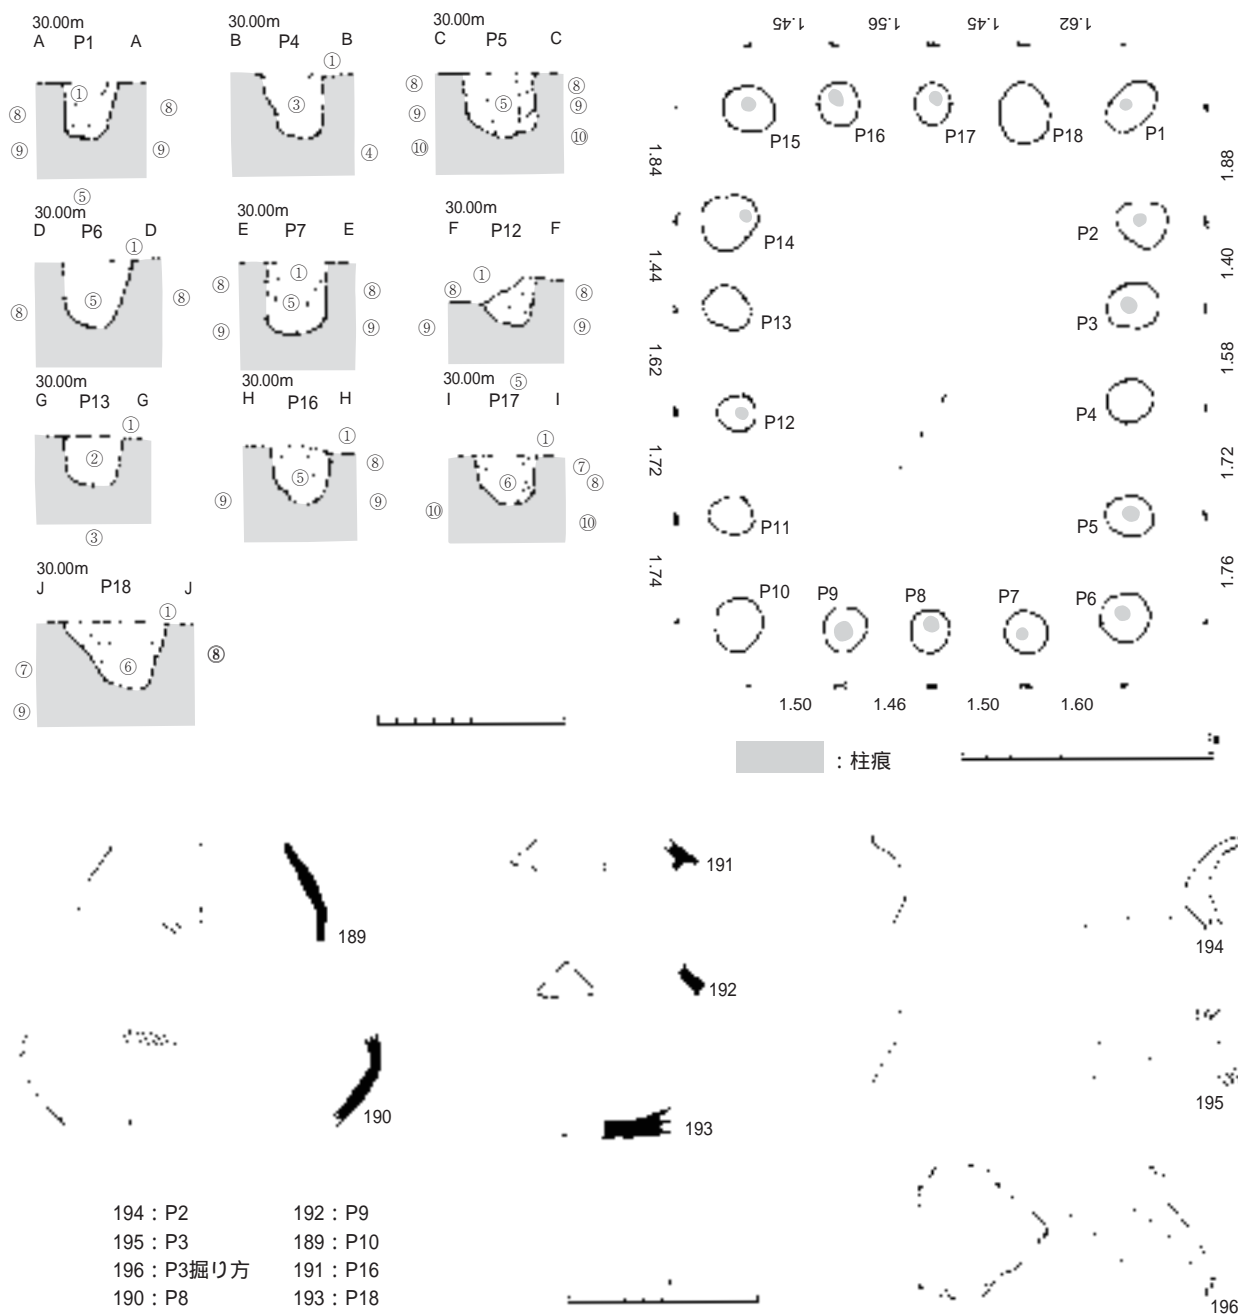 30.00m
A P1 A
①
⑧ ⑧
⑨ ⑨
⑤
30.00m
B P4 B
①
③
④
30.00m
C P5 C
⑧ ⑧
⑨ ⑤ ⑨
⑩ ⑩
30.00m
D P6 D
①
⑤
⑧ ⑧
30.00m
E P7 E
①
⑧ ⑤ ⑧
⑨ ⑨
30.00m
F P12 F
①
⑧ ⑧
⑨ ⑨
⑤
30.00m
G P13 G
①
②
③
30.00m
H P16 H
①
⑤ ⑧
⑨ ⑨
30.00m
I P17 I
①
⑦
⑥ ⑧
⑩ ⑩
30.00m
J P18 J
①
⑥ ⑧
⑦
⑨
1.45 1.56 1.45 1.62
P15 P16 P17 P18 P1
1.84 1.88
P14 P2
1.44 1.40
P13 P3
1.62 1.58
P12 P4
1.72 1.72
P11 P5
1.74 1.76
P10 P9 P8 P7 P6
1.50 1.46 1.50 1.60
：柱痕
189
191
194
192
190
193
195
196
194：P2 192：P9
195：P3 189：P10
196：P3掘り方 191：P16
190：P8 193：P18